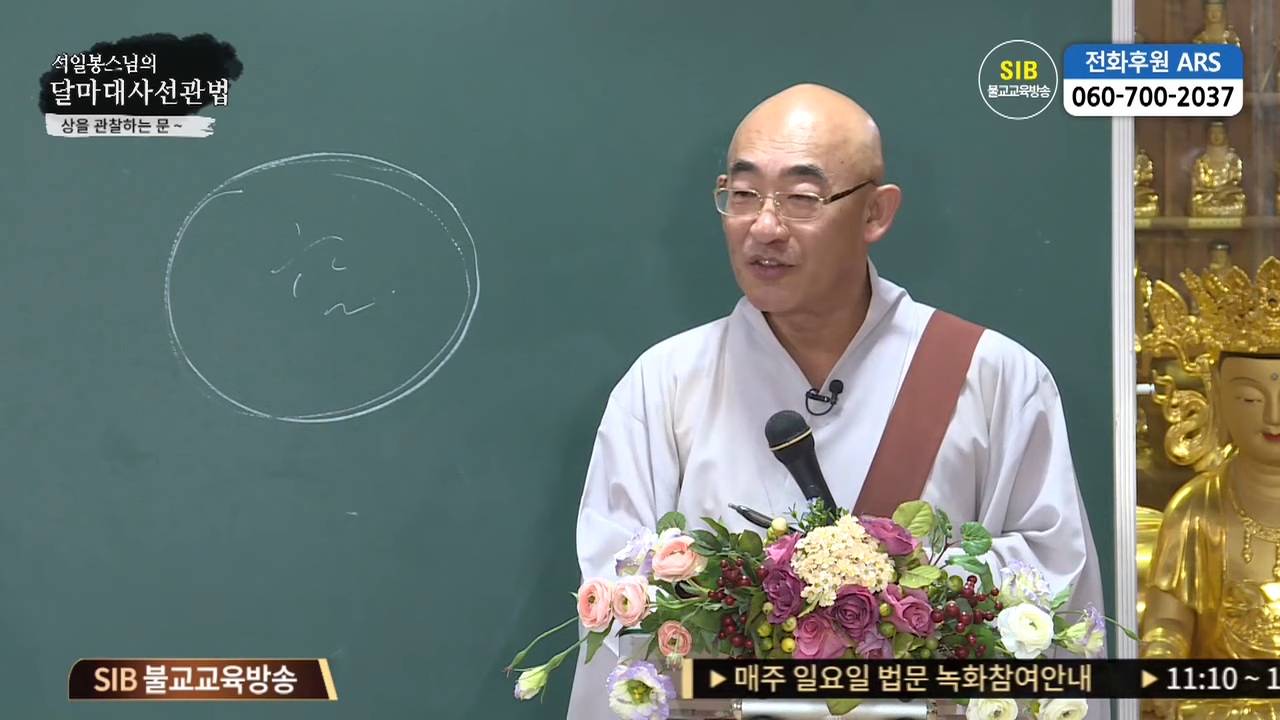 석일봉스님의
달마대사선관법
상을 관찰하는 문 ~
SIB
불교교육방송
전화후원 ARS
060-700-2037
SIB 불교교육방송
▶ 매주 일요일 법문 녹화참여안내 ▶ 11:10 ~ 1